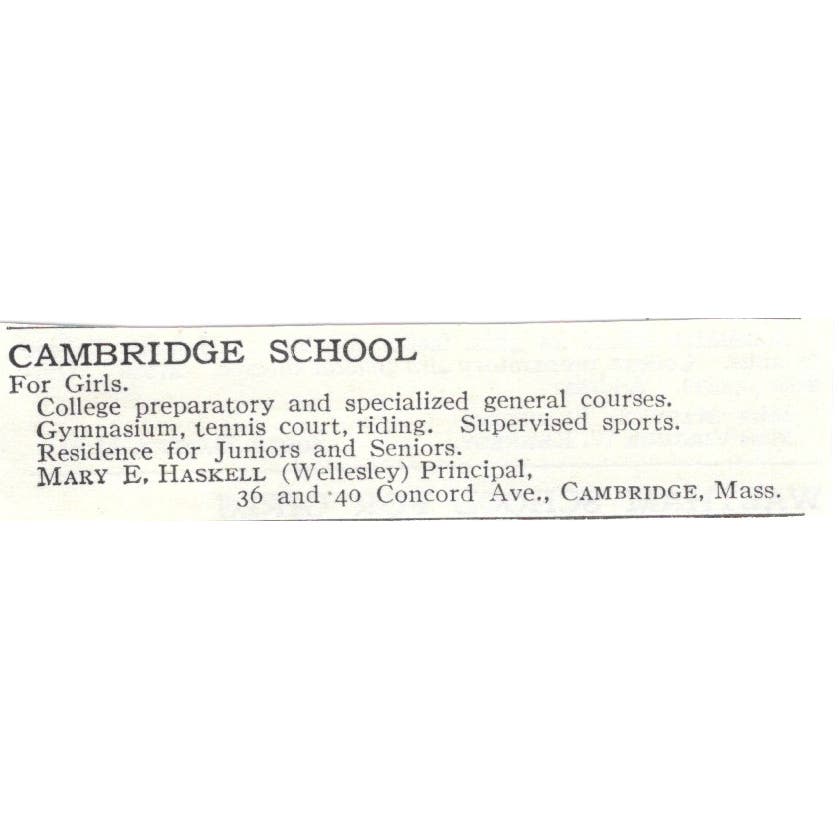 CAMBRIDGE SCHOOL
For Girls.
College preparatory and specialized general courses.
Gymnasium, tennis court, riding. Supervised sports.
Residence for Juniors and Seniors.
MARY E. HASKELL (Wellesley) Principal,
36 and 40 Concord Ave., CAMBRIDGE, Mass.